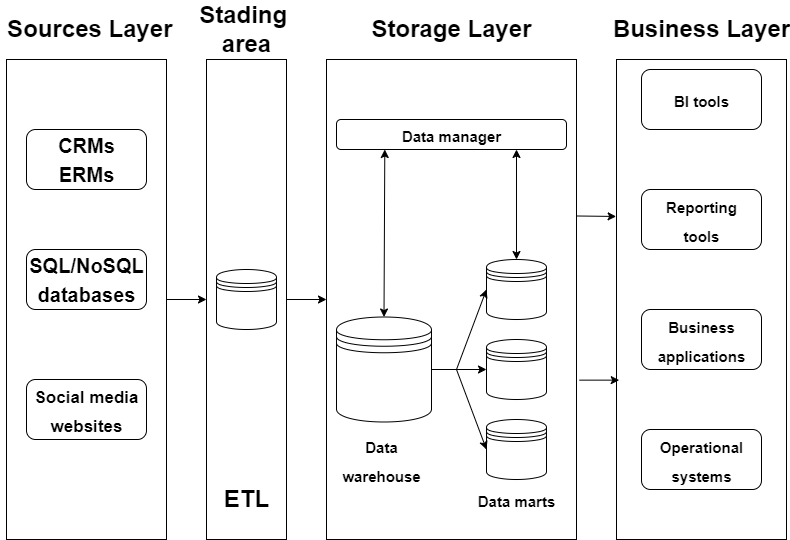 Sources Layer
Stading
area
Storage Layer
Business Layer
CRMs
ERMs
SQL/NoSQL
databases
Social media
websites
ETL
Data manager
Data
warehouse
Data marts
BI tools
Reporting
tools
Business
applications
Operational
systems